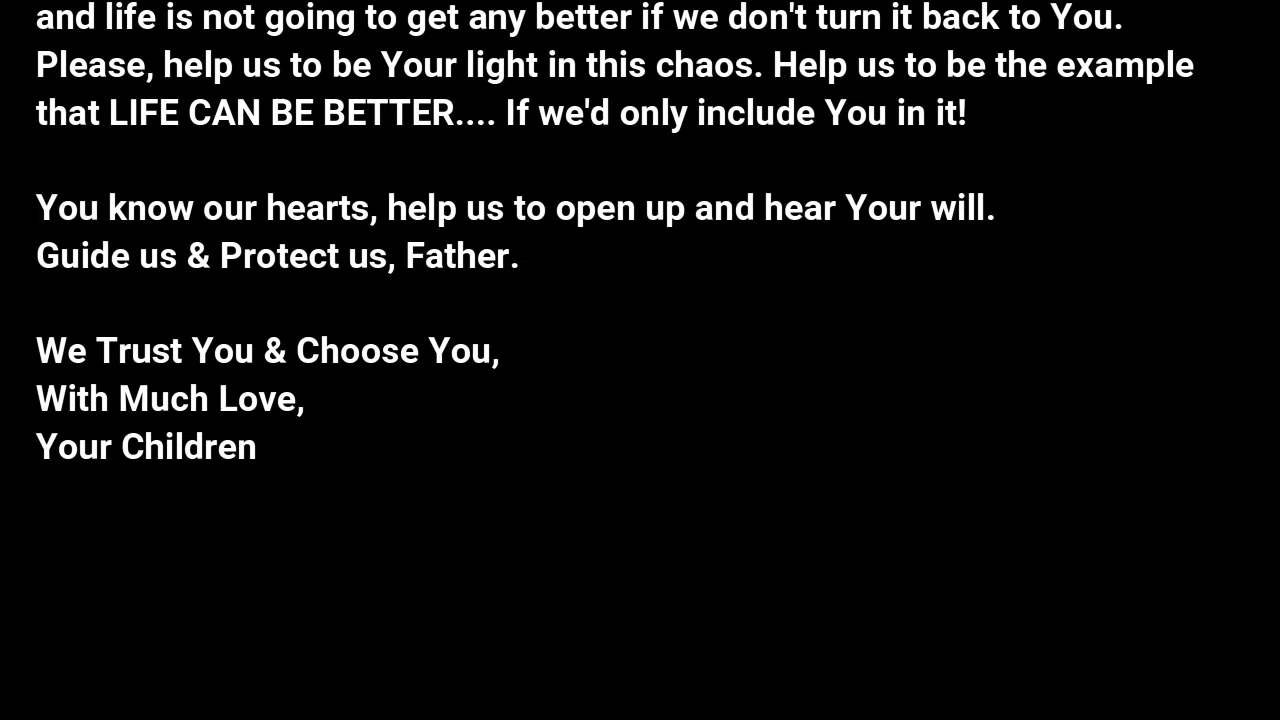 and life is not going to get any better if we don't turn it back to You.
Please, help us to be Your light in this chaos. Help us to be the example
that LIFE CAN BE BETTER.... If we'd only include You in it!
You know our hearts, help us to open up and hear Your will.
Guide us & Protect us, Father.
We Trust You & Choose You,
With Much Love,
Your Children